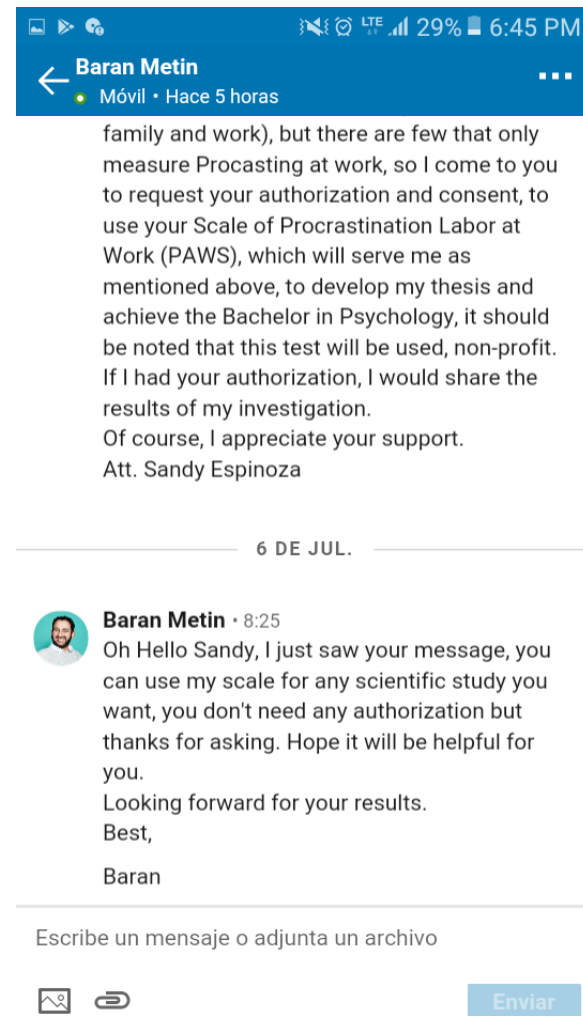 LTE 29% 6:45 PM
Baran Metin
Móvil • Hace 5 horas
family and work), but there are few that only
measure Procasting at work, so I come to you
to request your authorization and consent, to
use your Scale of Procrastination Labor at
Work (PAWS), which will serve me as
mentioned above, to develop my thesis and
achieve the Bachelor in Psychology, it should
be noted that this test will be used, non-profit.
If I had your authorization, I would share the
results of my investigation.
Of course, I appreciate your support.
Att. Sandy Espinoza
6 DE JUL.
Baran Metin • 8:25
Oh Hello Sandy, I just saw your message, you
can use my scale for any scientific study you
want, you don't need any authorization but
thanks for asking. Hope it will be helpful for
you.
Looking forward for your results.
Best,
Baran
Escribe un mensaje o adjunta un archivo
Enviar